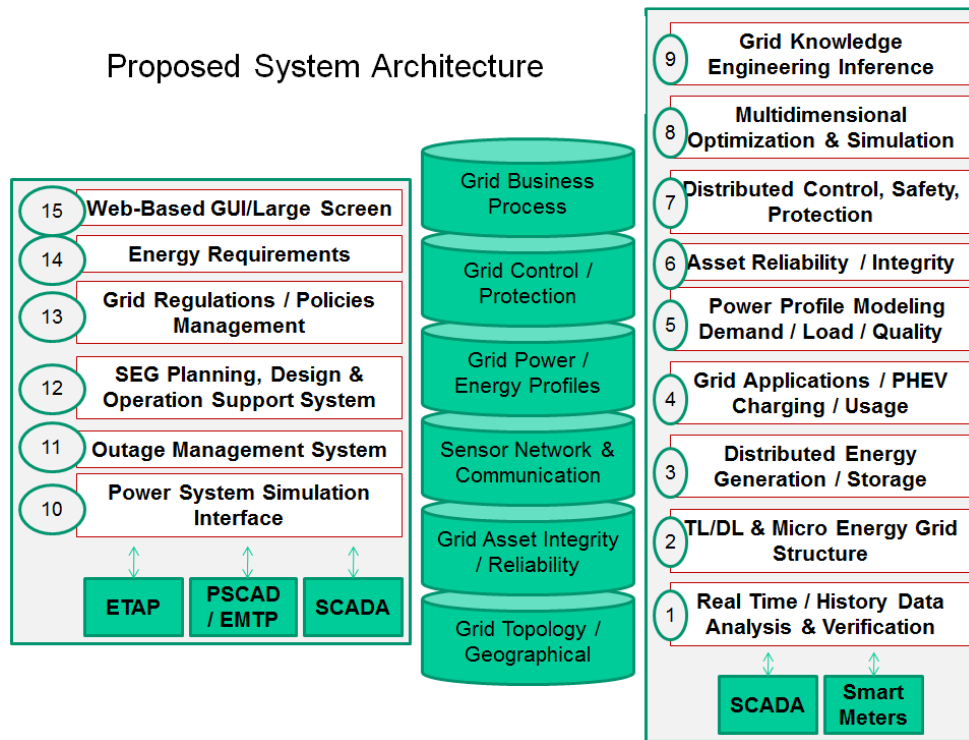 Proposed System Architecture
15
Web-Based GUI/Large Screen
14
Energy Requirements
13
Grid Regulations / Policies
Management
12
SEG Planning, Design &
Operation Support System
11
Outage Management System
10
Power System Simulation
Interface
ETAP
PSCAD
/ EMTP
SCADA
Grid Business
Process
Grid Control /
Protection
Grid Power /
Energy Profiles
Sensor Network &
Communication
Grid Asset Integrity
/ Reliability
Grid Topology /
Geographical
9
Grid Knowledge
Engineering Inference
8
Multidimensional
Optimization & Simulation
7
Distributed Control, Safety,
Protection
6
Asset Reliability / Integrity
5
Power Profile Modeling
Demand / Load / Quality
4
Grid Applications / PHEV
Charging / Usage
3
Distributed Energy
Generation / Storage
2
TL/DL & Micro Energy Grid
Structure
1
Real Time / History Data
Analysis & Verification
SCADA
Smart
Meters